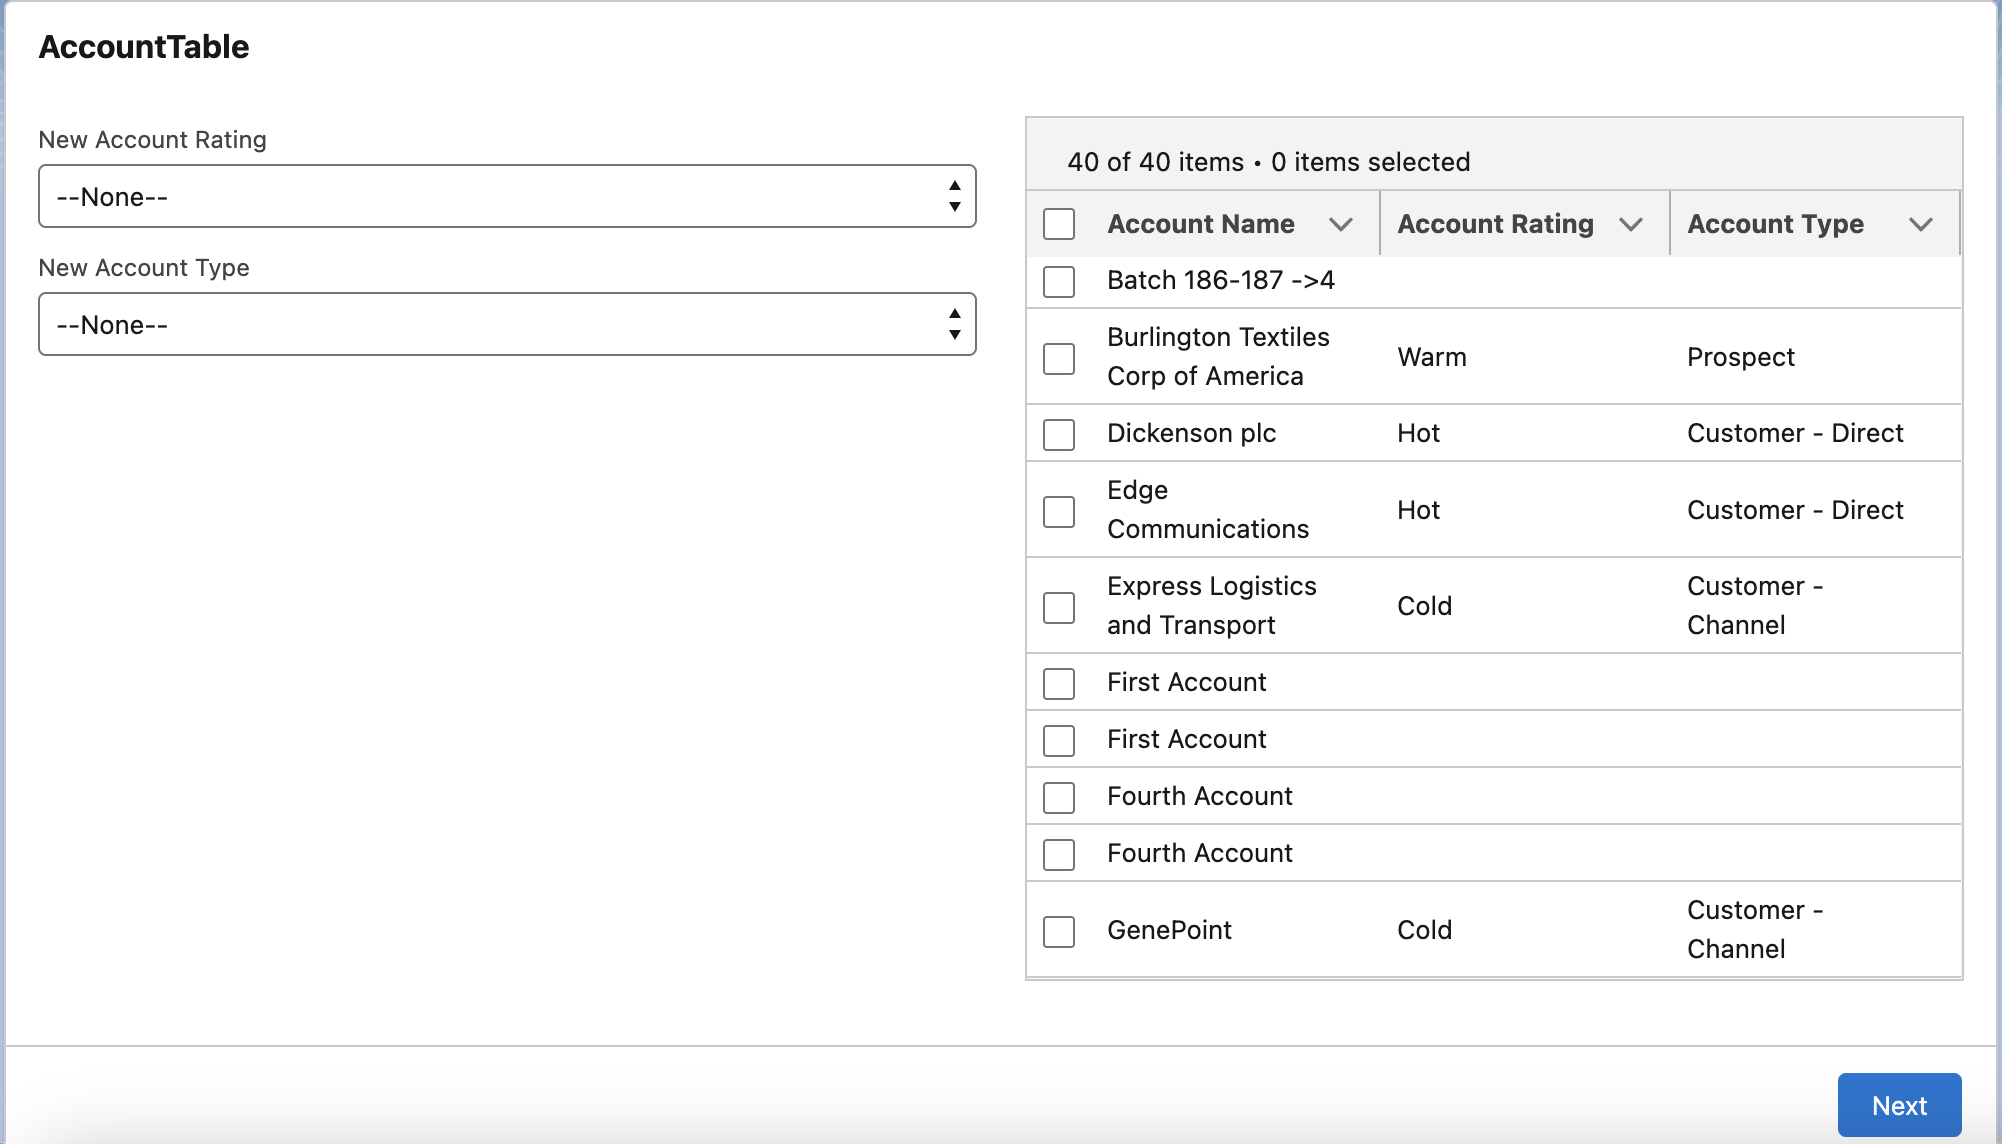 AccountTable
New Account Rating
--None--
New Account Type
--None--
40 of 40 items • 0 items selected
Account Name Account Rating Account Type
Batch 186-187 ->4
Burlington Textiles
Corp of America
Warm
Prospect
Dickenson plc Hot Customer - Direct
Edge
Communications
Hot
Customer - Direct
Express Logistics
and Transport
Cold
Customer -
Channel
First Account
First Account
Fourth Account
Fourth Account
GenePoint
Cold
Customer -
Channel
Next